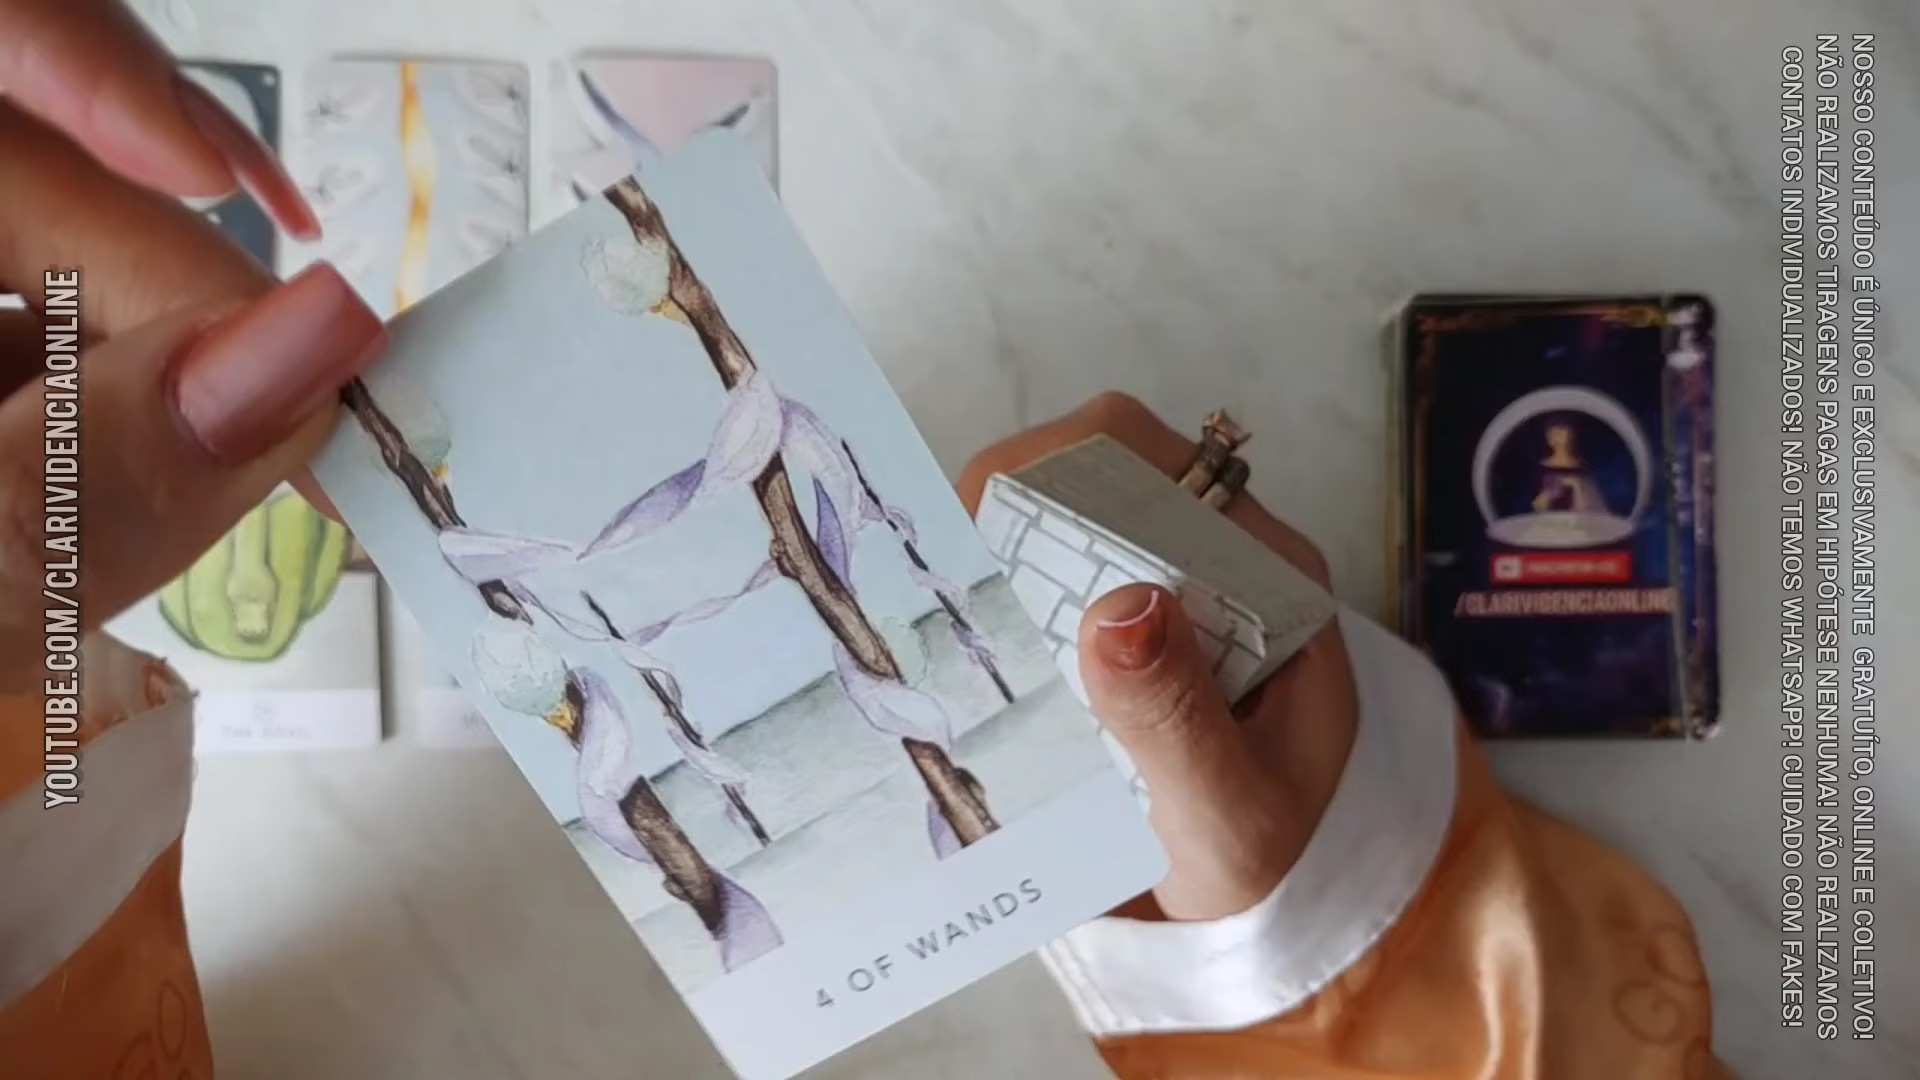 YOUTUBE.COM/CLARIVIDENCIAONLINE
4 OF WANDS
/CLARIVIDENCIAONLINE
NOSSO CONTEÚDO É ÚNICO E EXCLUSIVAMENTE GRATUÍTO, ONLINE E COLETIVO!
NÃO REALIZAMOS TIRAGENS PAGAS EM HIPÓTESE NENHUMA! NÃO REALIZAMOS
CONTATOS INDIVIDUALIZADOS! NÃO TEMOS WHATSAPP! CUIDADO COM FAKES!